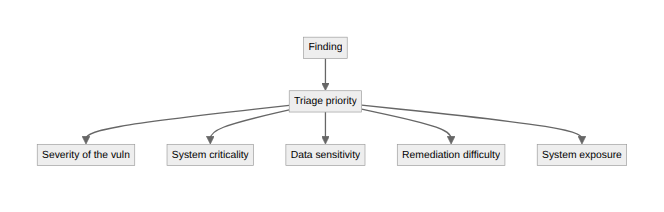 Finding
Triage priority
Severity of the vuln
System criticality
Data sensitivity
Remediation difficulty
System exposure